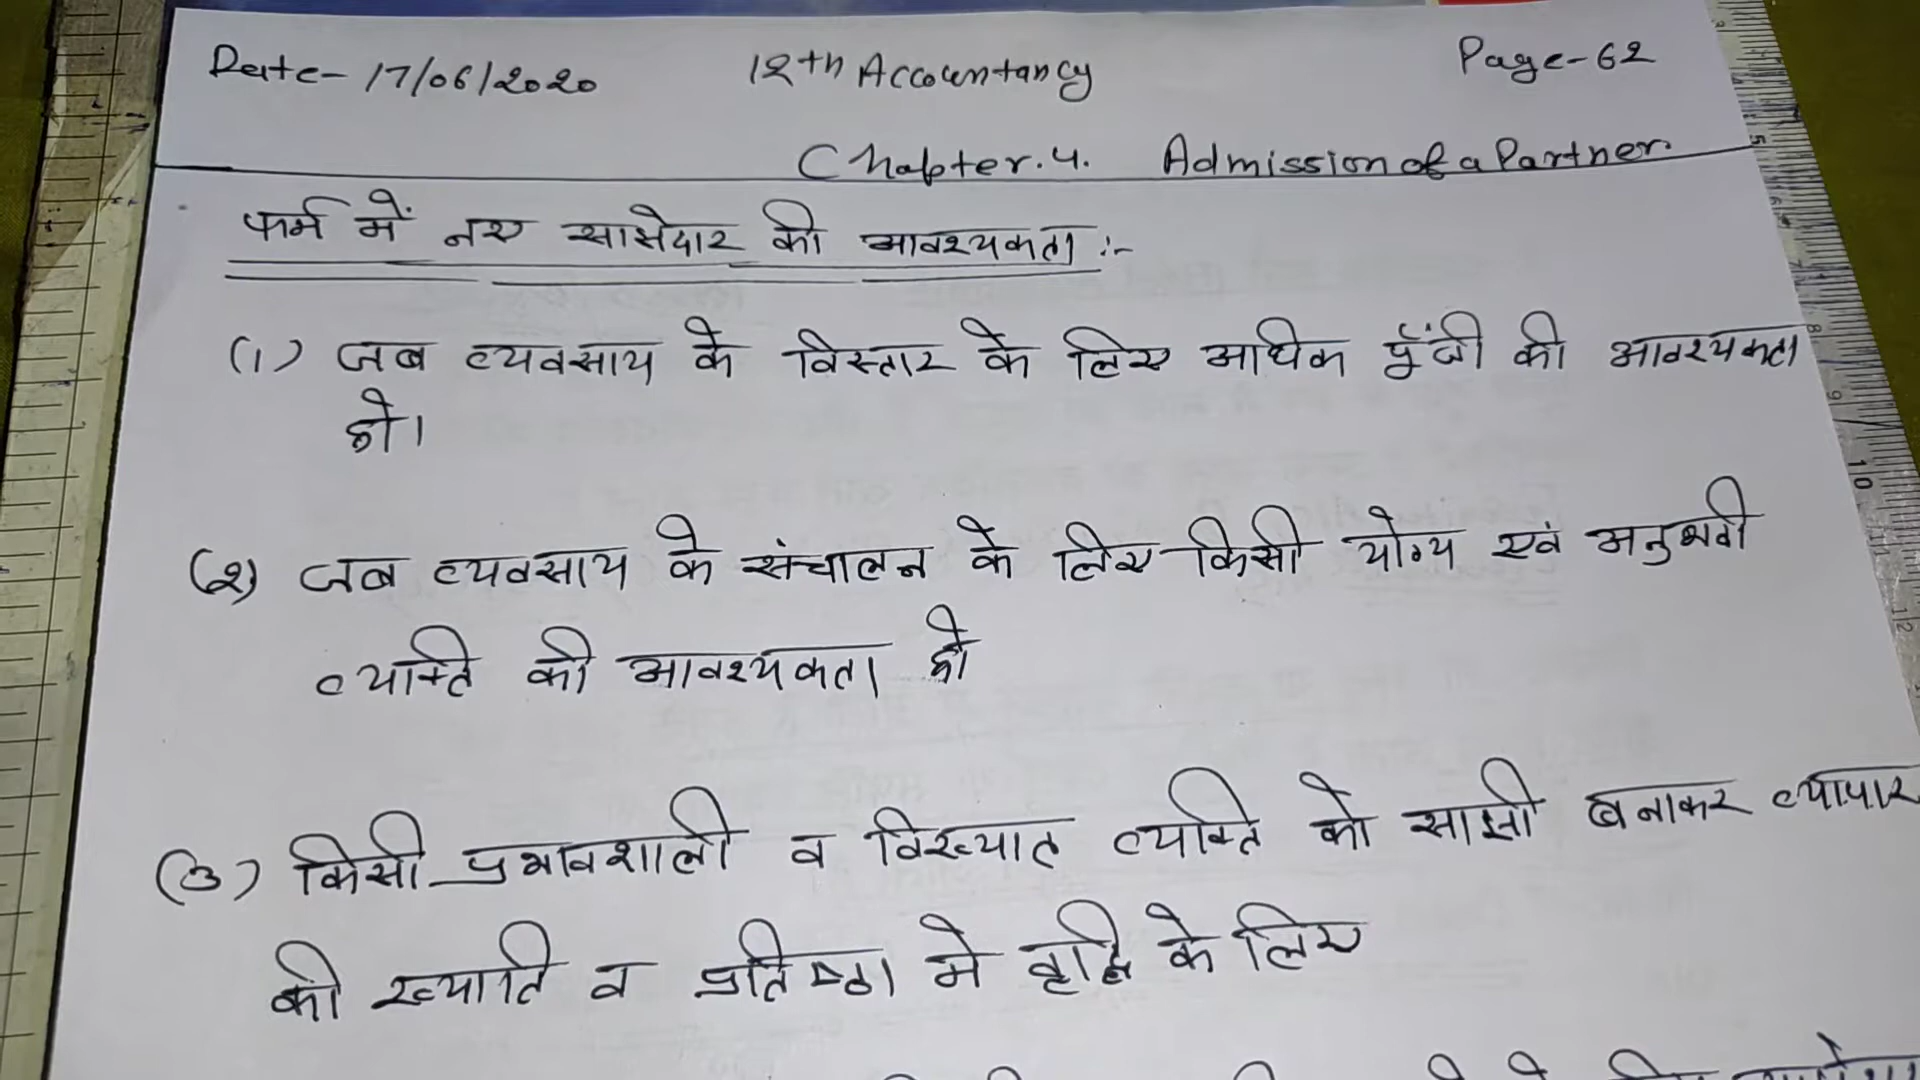 Date- 17/06/2020 12th Accountancy Page-62
Chapter.4. Admission of a Partner.
फर्म में नए साझेदार की आवश्यकता :-
(1) जब व्यवसाय के विस्तार के लिए अधिक पूँजी की आवश्यकता
हो।
(2) जब व्यवसाय के संचालन के लिए किसी योग्य एवं अनुभवी
व्यक्ति की आवश्यकता हो
(3) किसी प्रभावशाली व विख्यात व्यक्ति को साझी बनाकर व्यापार
की ख्याति व प्रतिष्ठा मे वृद्धि के लिए